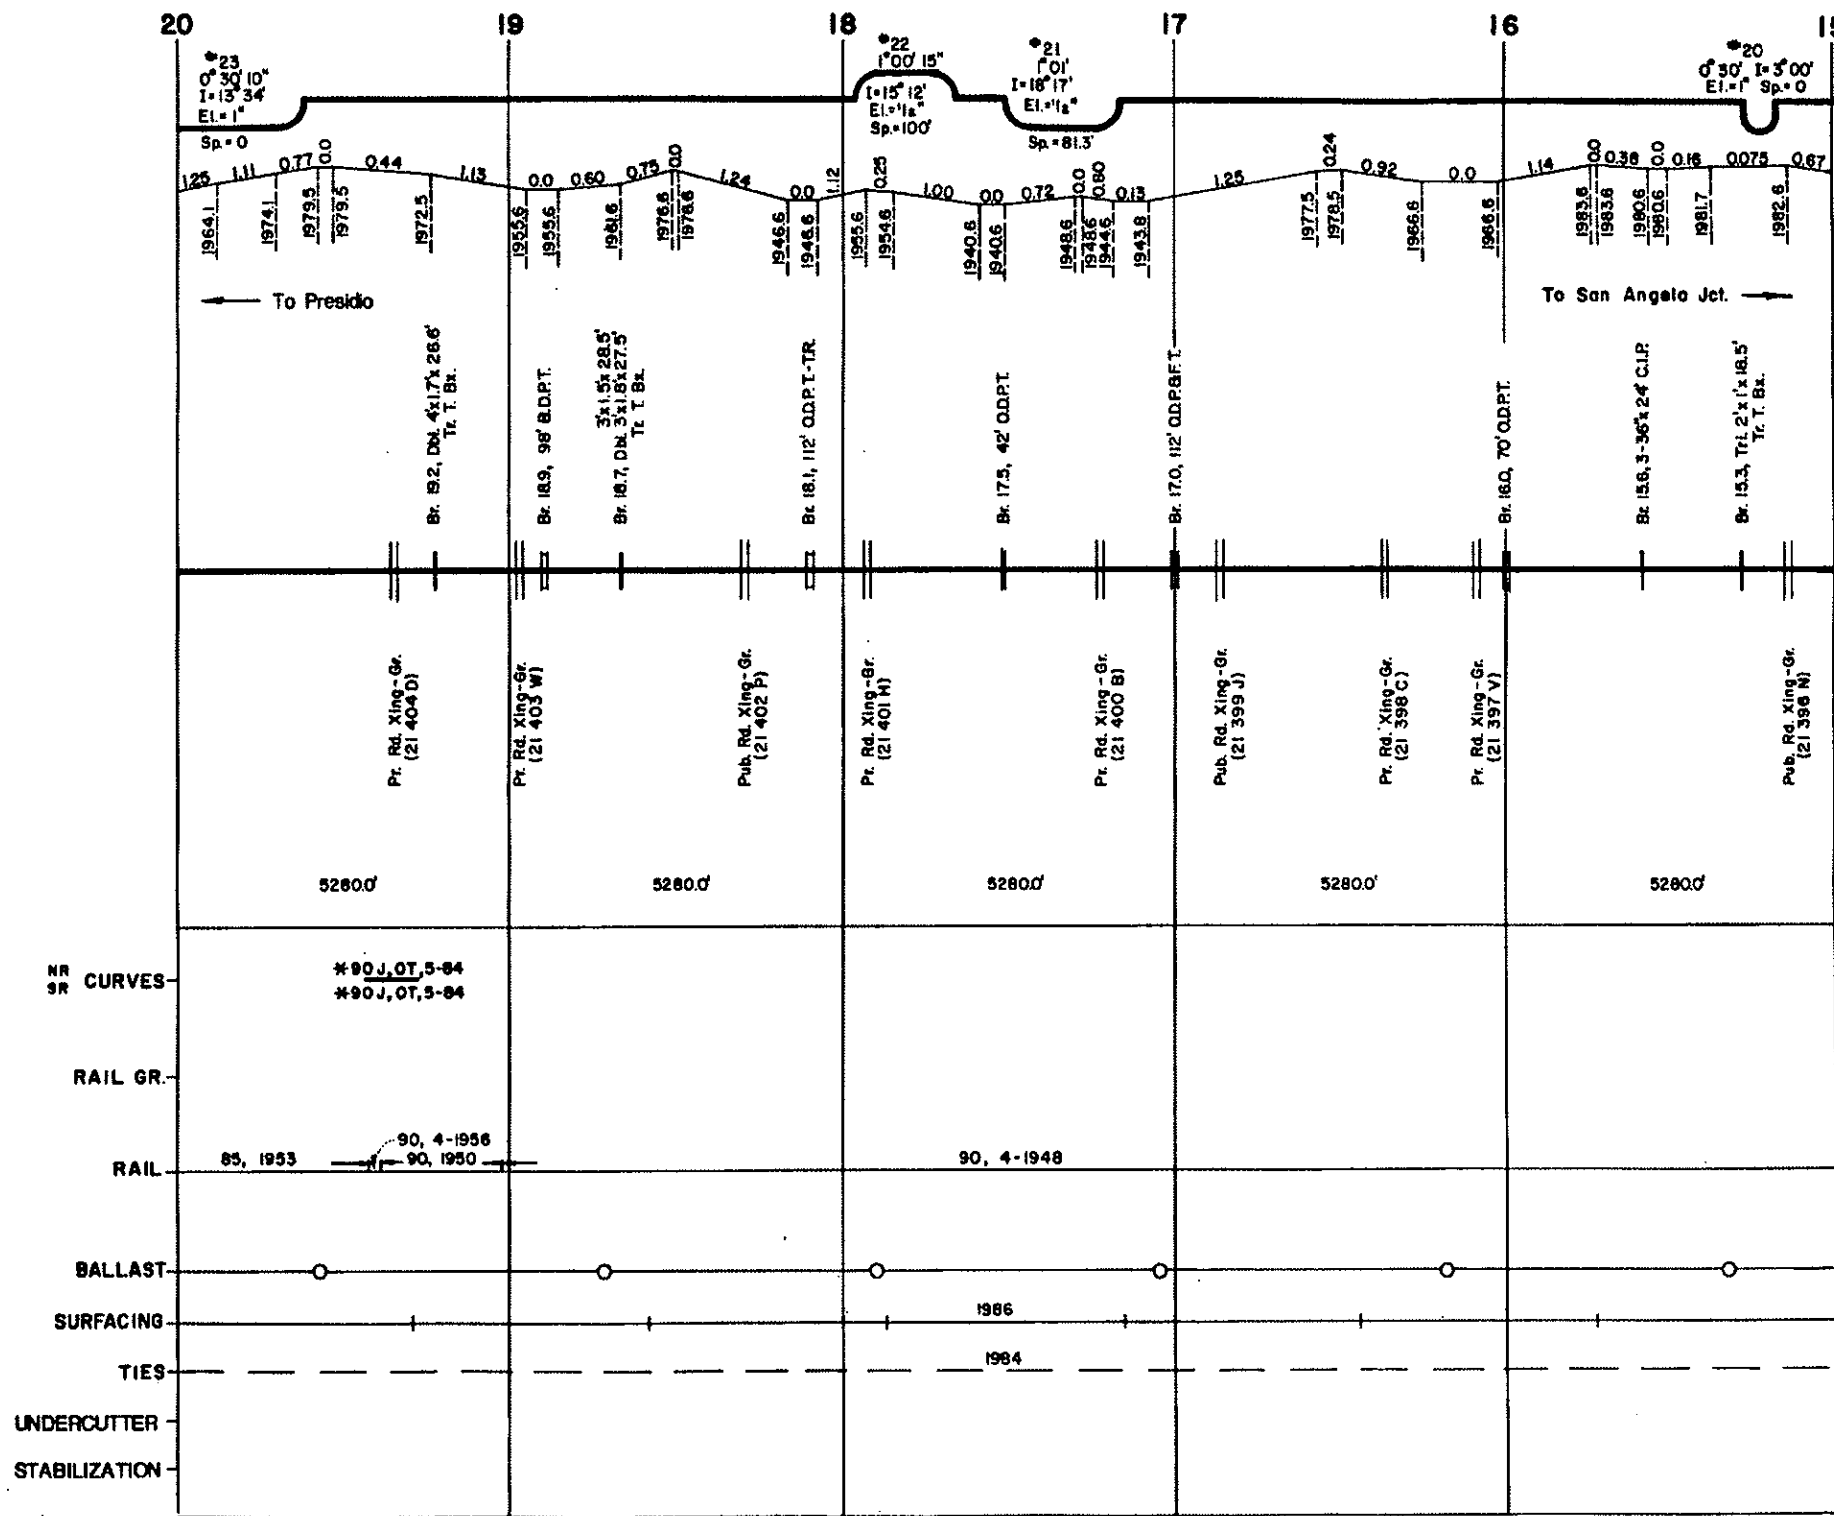 20
19
18
17
16
15
#23
0° 30' 10"
I=13° 34'
El.= 1"
Sp.= 0
#22
1° 00' 15"
I=15° 12'
El.=1/2"
Sp.=100'
#21
1° 01'
I=18° 17'
El.=1/2"
Sp.=81.3'
#20
0° 30' I=3° 00'
El.=1" Sp.=0
1.25 1.11 0.77 0.0 0.44 1.13 0.0 0.60 0.75 0.0 1.24 0.0 1.12 0.25 1.00 0.0 0.72 0.0 0.80 0.13 1.25 0.24 0.92 0.0 1.14 0.0 0.38 0.0 0.16 0.075 0.67
1964.1 1974.1 1979.5 1979.5 1972.5 1955.6 1955.6 1961.6 1976.6 1976.6 1946.6 1946.6 1955.6 1954.6 1940.6 1940.6 1948.6 1948.6 1944.6 1943.8 1977.5 1978.5 1966.6 1966.6 1983.6 1983.6 1980.6 1980.6 1981.7 1982.6
To Presidio
To San Angelo Jct.
Br. 19.2, Dbl. 4'x1.7'x 26.6'
Tr. T. Bx.
Br. 18.9, 98' B.D.P.T.
3'x1.5'x 28.5'
Br. 18.7, Dbl. 3'x1.8'x27.5'
Tr. T. Bx.
Br. 18.1, 112' O.D.P.T.-T.R.
Br. 17.5, 42' O.D.P.T.
Br. 17.0, 112' O.D.P.&F.T.
Br. 16.0, 70' O.D.P.T.
Br. 15.6, 3-36"x 24' C.I.P.
Br. 15.3, Tri. 2'x1'x 18.5'
Tr. T. Bx.
Pr. Rd. Xing-Gr.
(21 404 D)
Pr. Rd. Xing-Gr.
(21 403 W)
Pub. Rd. Xing-Gr.
(21 402 P)
Pr. Rd. Xing-Gr.
(21 401 H)
Pr. Rd. Xing-Gr.
(21 400 B)
Pub. Rd. Xing-Gr.
(21 399 J)
Pr. Rd. Xing-Gr.
(21 398 C)
Pr. Rd. Xing-Gr.
(21 397 V)
Pub. Rd. Xing-Gr.
(21 396 N)
5280.0' 5280.0' 5280.0' 5280.0' 5280.0'
NR
SR
CURVES
*90J, OT, 5-84
*90J, OT, 5-84
RAIL GR.
RAIL
85, 1953
90, 4-1956
90, 1950
90, 4-1948
BALLAST
SURFACING
1986
TIES
1984
UNDERCUTTER
STABILIZATION